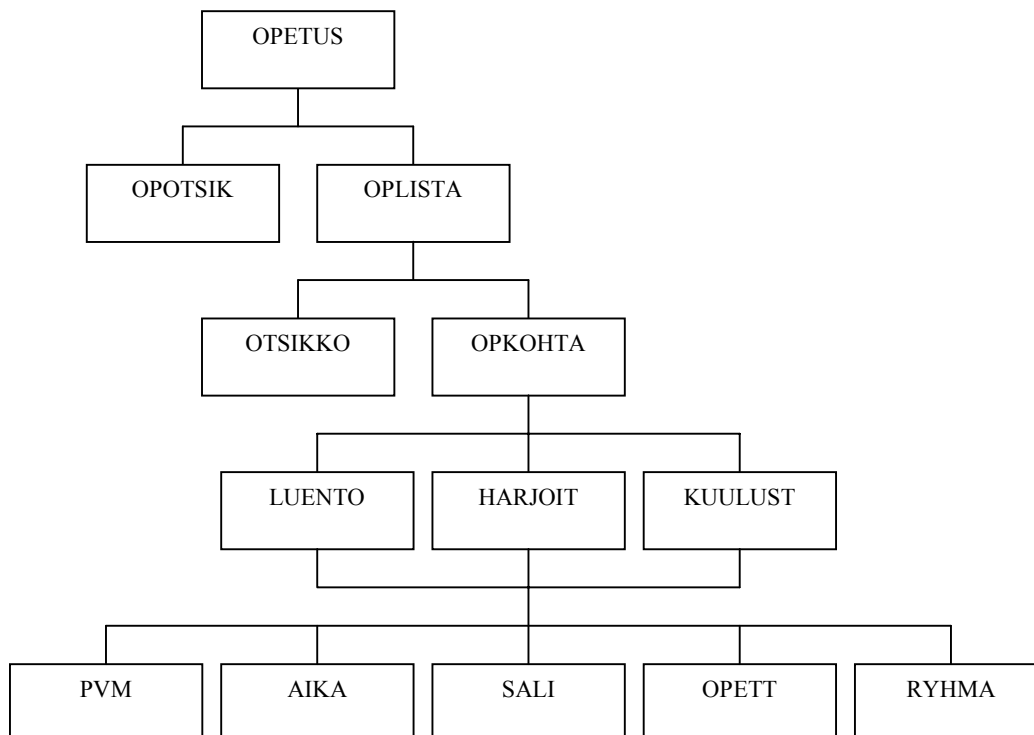 OPETUS
OPOTSIK OPLISTA
OTSIKKO OPKOHTA
LUENTO HARJOIT KUULUST
PVM AIKA SALI OPETT RYHMA